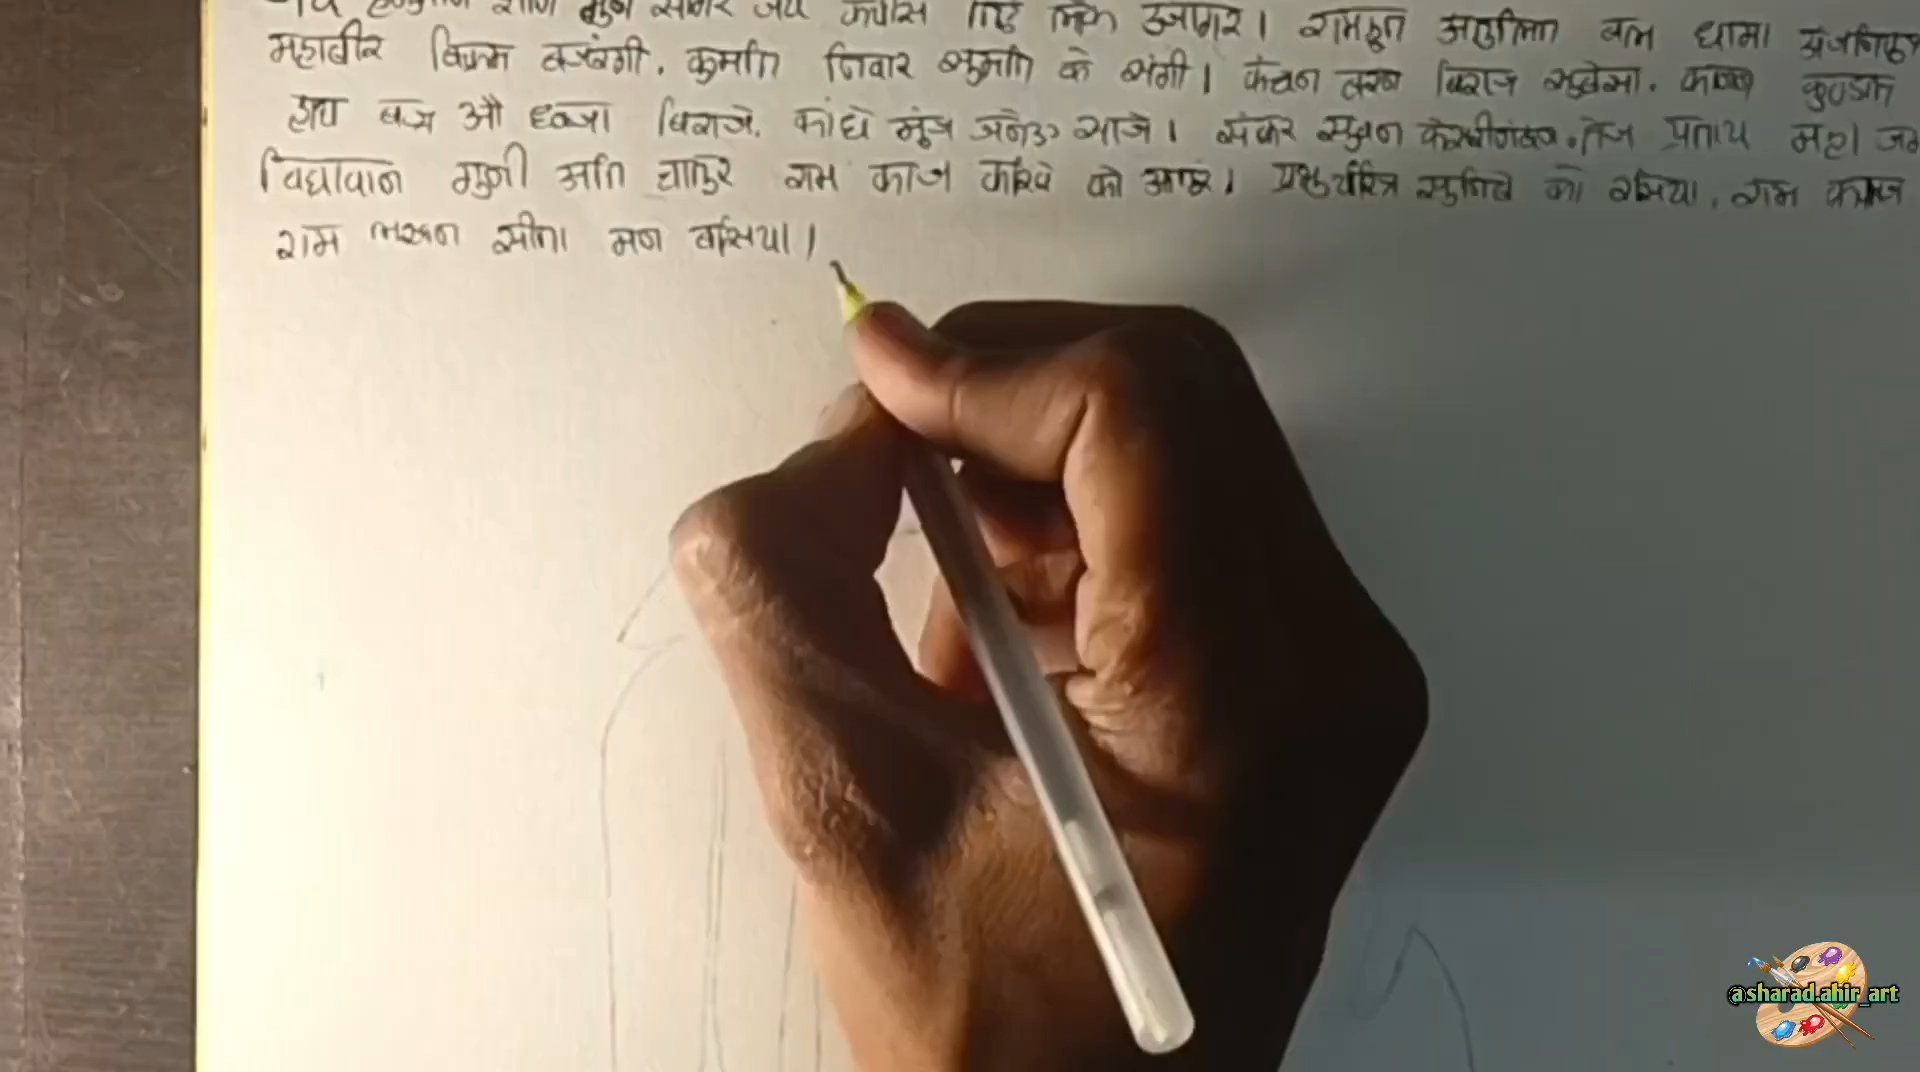 जय हनुमान ज्ञान गुन सागर जय कपीस तिहुं लोक उजागर। रामदूत अतुलित बल धामा अंजनिपुत्र
महाबीर विक्रम बजरंगी. कुमति निवार सुमति के संगी। कंचन बरन बिराज सुबेसा. कानन कुण्डल
हाथ बज्र औ ध्वजा बिराजे. कांधे मूंज जनेउ साजे। संकर सुवन केसरीनंदन. तेज प्रताप महा जग
विद्यावान गुणी अति चातुर राम काज करिबे को आतुर। प्रभु चरित्र सुनिबे को रसिया. राम
राम लखन सीता मन बसिया।
@sharad.ahir_art